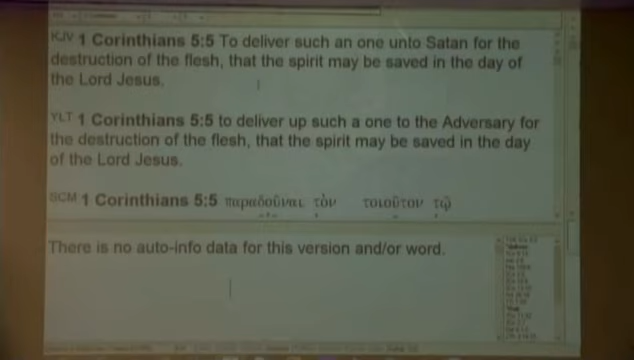 KJV 1 Corinthians 5:5 To deliver such an one unto Satan for the
destruction of the flesh, that the spirit may be saved in the day of
the Lord Jesus.
YLT 1 Corinthians 5:5 to deliver up such a one to the Adversary for
the destruction of the flesh, that the spirit may be saved in the day
of the Lord Jesus.
SCM 1 Corinthians 5:5 παραδοῦναι τὸν τοιοῦτον τῷ
There is no auto-info data for this version and/or word.